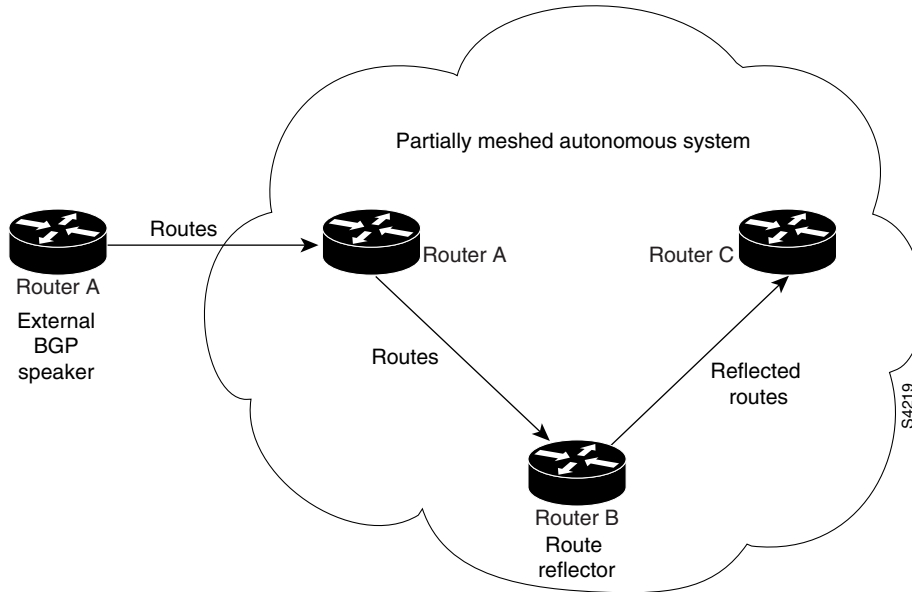 Partially meshed autonomous system
Routes
Router A
External
BGP
speaker
Router A
Router C
Routes
Reflected
routes
Router B
Route
reflector
S4219